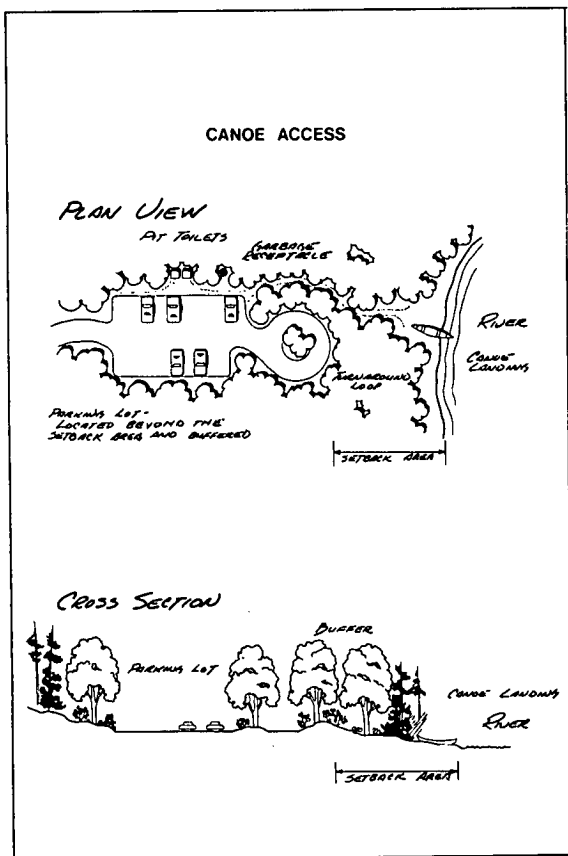 CANOE ACCESS
PLAN VIEW
PIT TOILETS
GARBAGE
RECEPTACLE
RIVER
CANOE
LANDING
TURNAROUND
LOOP
PARKING LOT -
LOCATED BEYOND THE
SETBACK AREA AND BUFFERED
SETBACK AREA
CROSS SECTION
BUFFER
PARKING LOT
CANOE LANDING
RIVER
SETBACK AREA